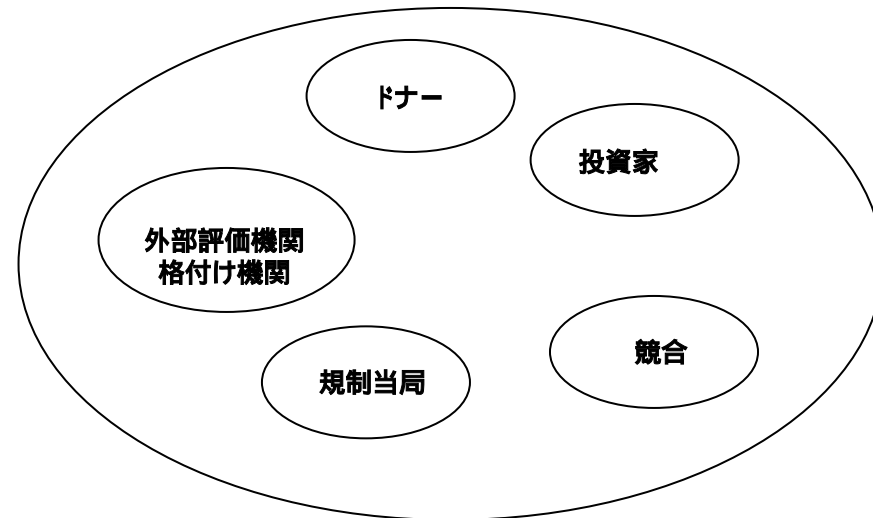 ドナー
投資家
外部評価機関
格付け機関
競合
規制当局